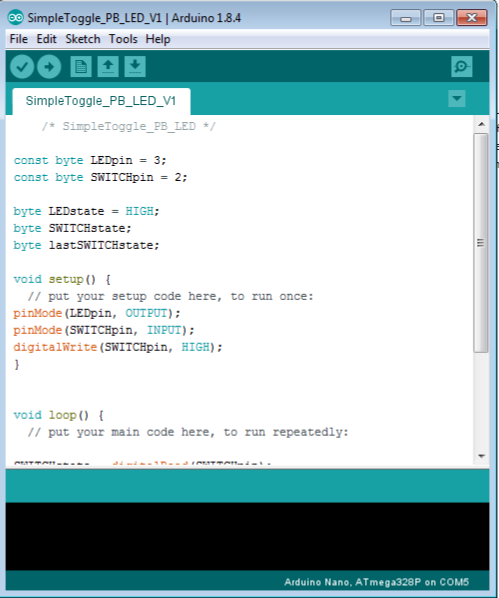 SimpleToggle_PB_LED_V1 | Arduino 1.8.4
File Edit Sketch Tools Help
SimpleToggle_PB_LED_V1
/* SimpleToggle_PB_LED */
const byte LEDpin = 3;
const byte SWITCHpin = 2;
byte LEDstate = HIGH;
byte SWITCHstate;
byte lastSWITCHstate;
void setup() {
// put your setup code here, to run once:
pinMode(LEDpin, OUTPUT);
pinMode(SWITCHpin, INPUT);
digitalWrite(SWITCHpin, HIGH);
}
void loop() {
// put your main code here, to run repeatedly:
SWITCHstate = digitalRead(SWITCHpin);
Arduino Nano, ATmega328P on COM5